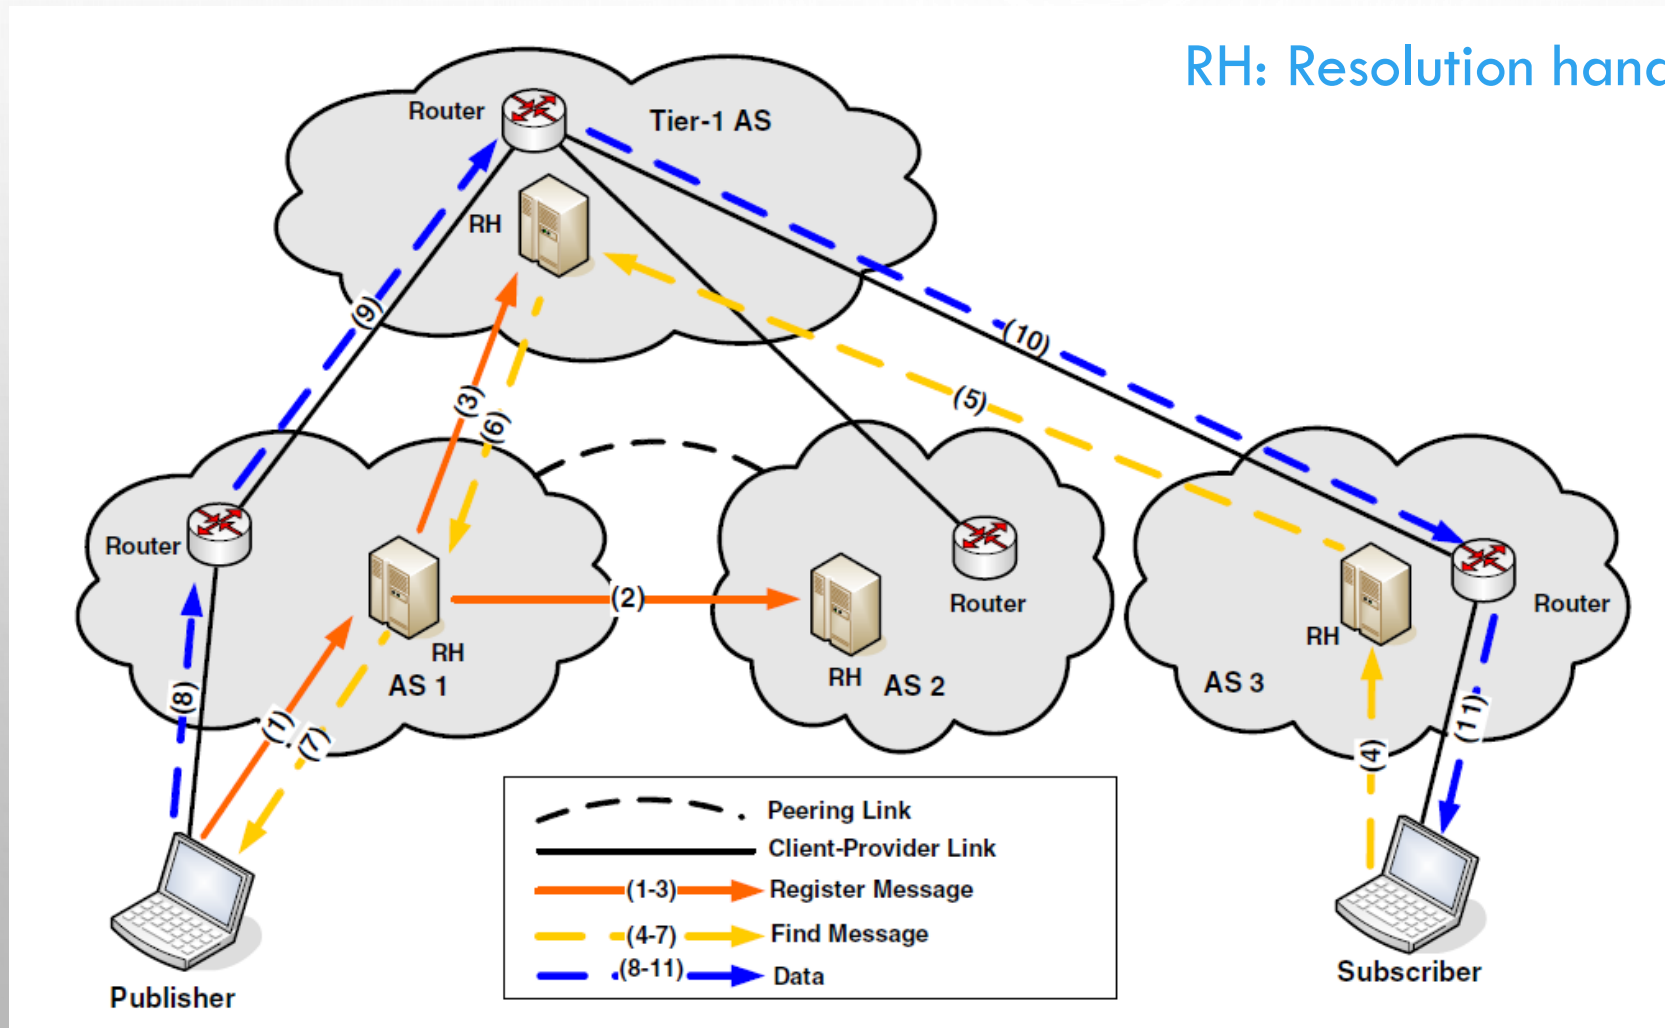 RH: Resolution hand
Router
Tier-1 AS
RH
(9)
(10)
(3)
(5)
(6)
Router
(2)
Router
RH
AS 1
RH
AS 2
RH
AS 3
Router
(8)
(1)
(7)
(11)
(4)
Peering Link
Client-Provider Link
(1-3) Register Message
(4-7) Find Message
(8-11) Data
Publisher
Subscriber